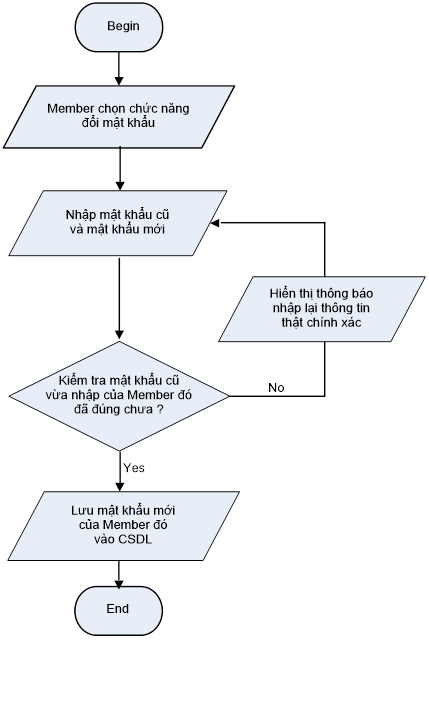 Begin
Member chọn chức năng
đổi mật khẩu
Nhập mật khẩu cũ
và mật khẩu mới
Hiển thị thông báo
nhập lại thông tin
thật chính xác
Kiểm tra mật khẩu cũ
vừa nhập của Member đó
đã đúng chưa ?
No
Yes
Lưu mật khẩu mới
của Member đó
vào CSDL
End